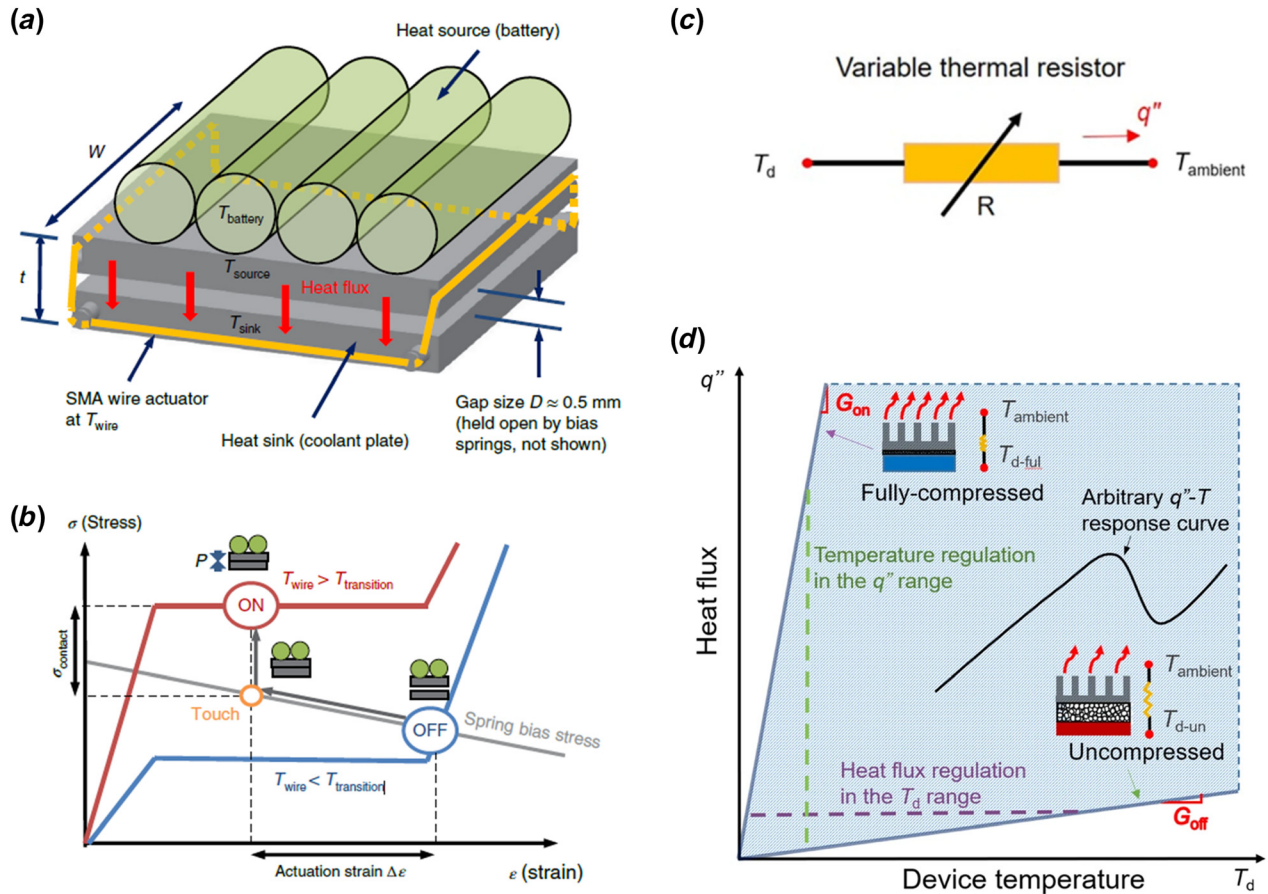 (a)
Heat source (battery)
W
T_battery
t
T_source
Heat flux
T_sink
SMA wire actuator
at T_wire
Heat sink (coolant plate)
Gap size D ≈ 0.5 mm
(held open by bias
springs, not shown)
(b)
σ (Stress)
P
T_wire > T_transition
ON
σ_contact
Touch
OFF
Spring bias stress
T_wire < T_transition
Actuation strain Δε
ε (strain)
(c)
Variable thermal resistor
q''
T_d
T_ambient
R
(d)
q''
G_on
T_ambient
T_d-ful
Fully-compressed
Arbitrary q''-T
response curve
Temperature regulation
in the q'' range
Heat flux
T_ambient
T_d-un
Uncompressed
Heat flux regulation
in the T_d range
G_off
Device temperature
T_d